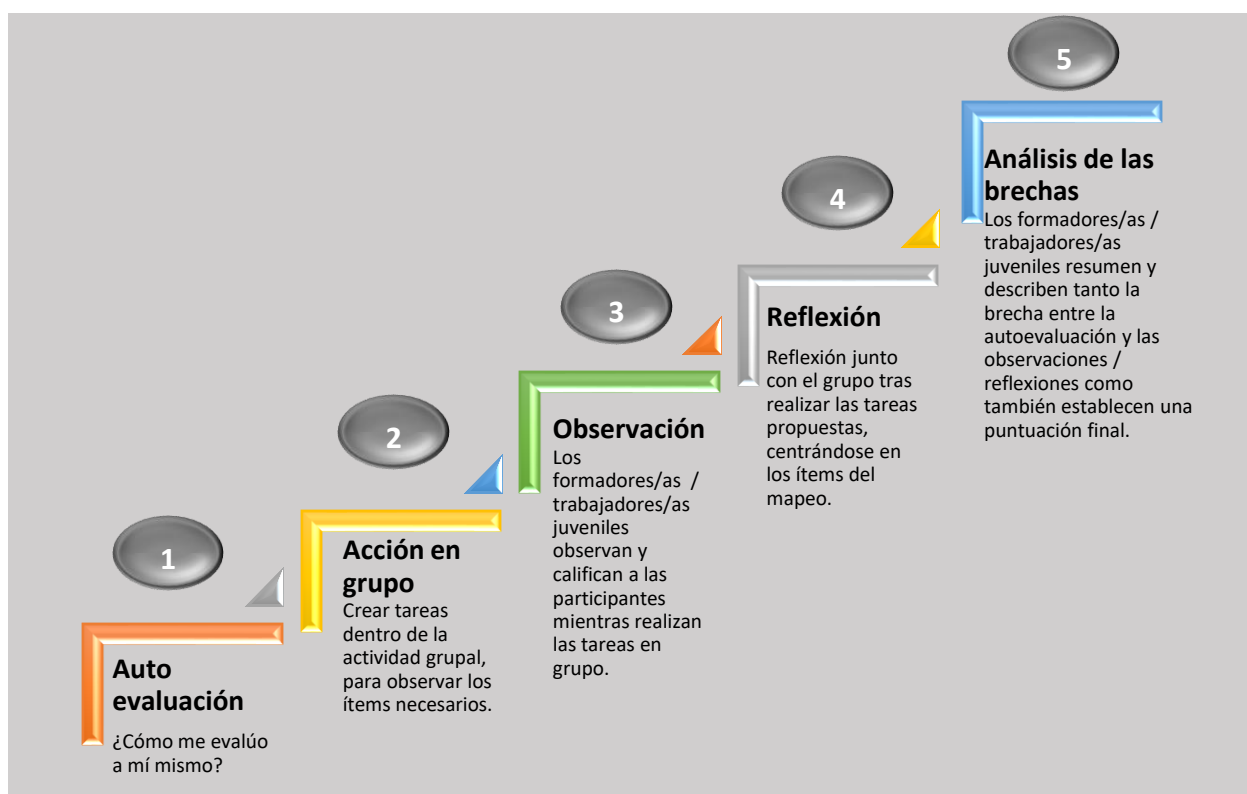 1
Auto
evaluación
¿Cómo me evalúo
a mí mismo?
2
Acción en
grupo
Crear tareas
dentro de la
actividad grupal,
para observar los
ítems necesarios.
3
Observación
Los
formadores/as /
trabajadores/as
juveniles
observan y
califican a las
participantes
mientras realizan
las tareas en
grupo.
4
Reflexión
Reflexión junto
con el grupo tras
realizar las tareas
propuestas,
centrándose en
los ítems del
mapeo.
5
Análisis de las
brechas
Los formadores/as /
trabajadores/as
juveniles resumen y
describen tanto la
brecha entre la
autoevaluación y las
observaciones /
reflexiones como
también establecen una
puntuación final.